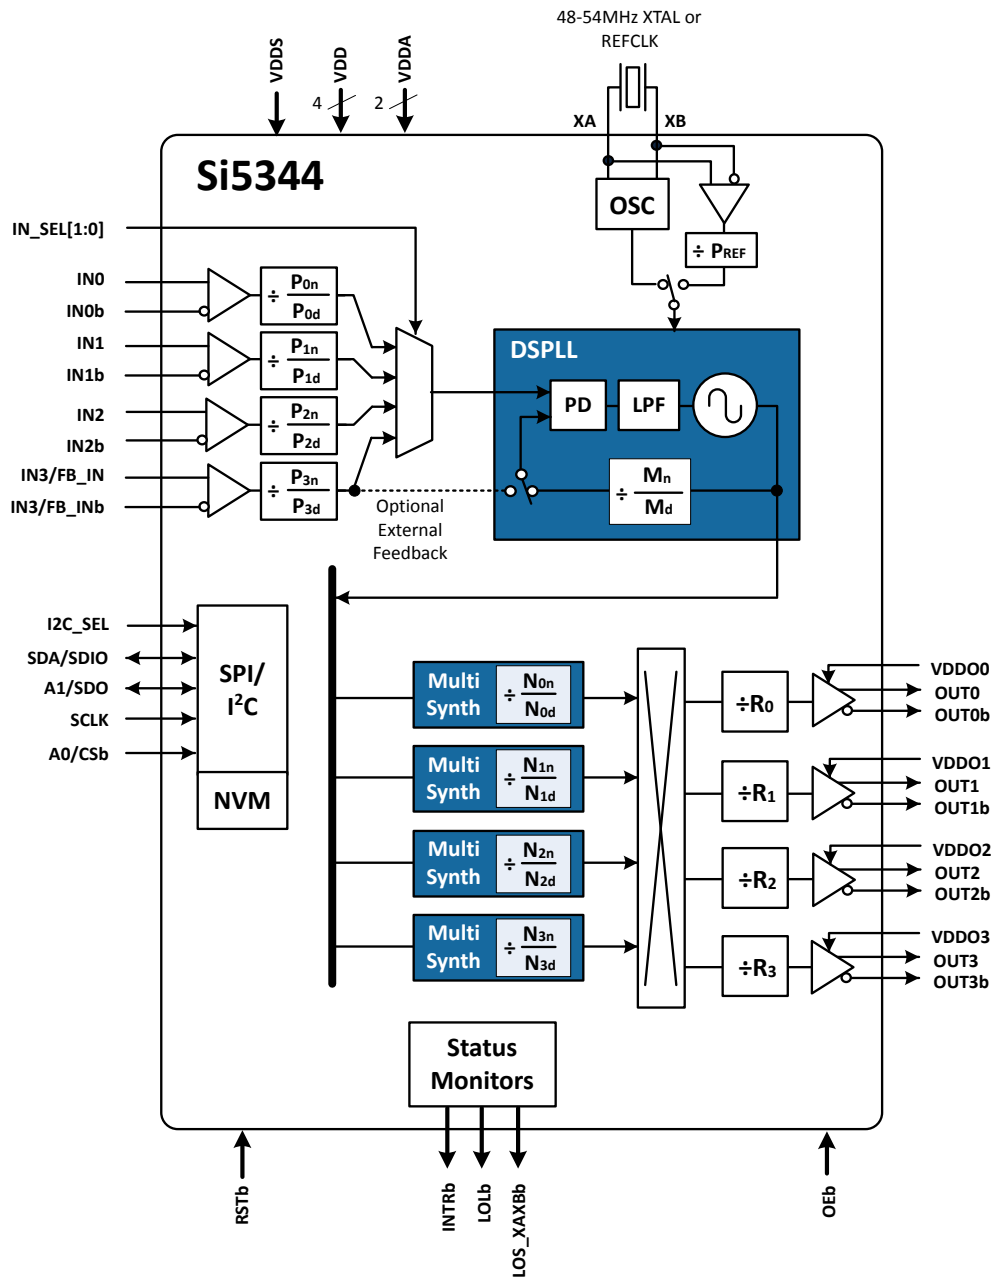 48-54MHz XTAL or
REFCLK
VDDS
VDD
VDDA
4
2
XA
XB
Si5344
OSC
÷ PREF
IN_SEL[1:0]
IN0
IN0b
÷ P0n
P0d
IN1
IN1b
÷ P1n
P1d
IN2
IN2b
÷ P2n
P2d
IN3/FB_IN
IN3/FB_INb
÷ P3n
P3d
DSPLL
PD
LPF
÷ Mn
Md
Optional
External
Feedback
I2C_SEL
SDA/SDIO
A1/SDO
SCLK
A0/CSb
SPI/
I²C
NVM
Multi
Synth
÷ N0n
N0d
Multi
Synth
÷ N1n
N1d
Multi
Synth
÷ N2n
N2d
Multi
Synth
÷ N3n
N3d
÷R0
÷R1
÷R2
÷R3
VDDO0
OUT0
OUT0b
VDDO1
OUT1
OUT1b
VDDO2
OUT2
OUT2b
VDDO3
OUT3
OUT3b
Status
Monitors
RSTb
INTRb
LOLb
LOS_XAXBb
OEb